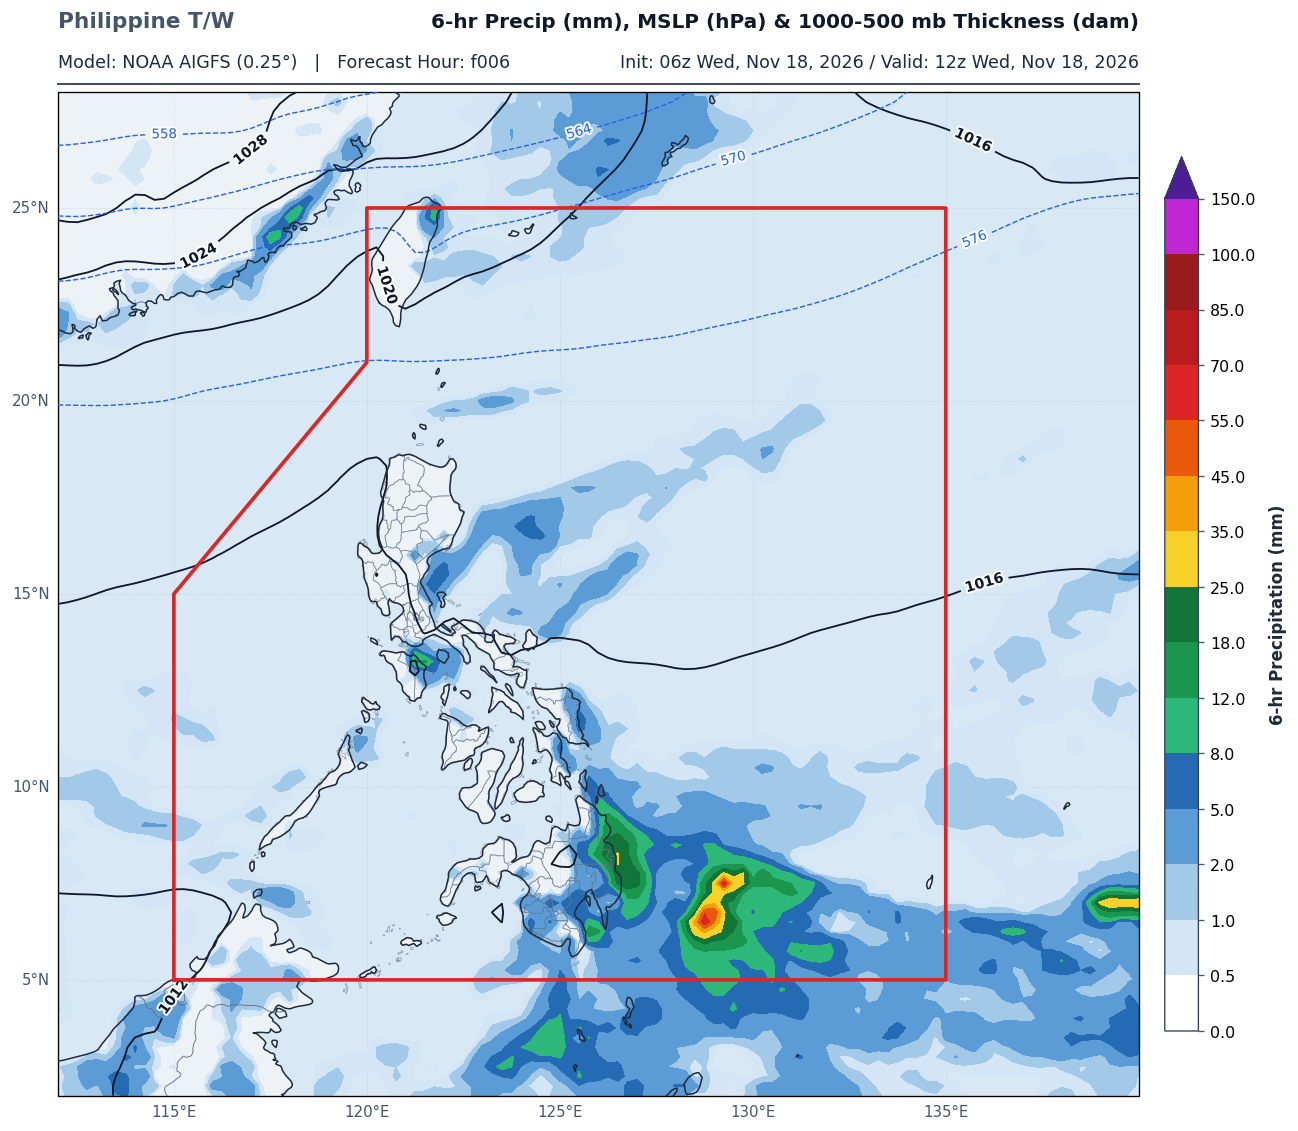 Philippine T/W
6-hr Precip (mm), MSLP (hPa) & 1000-500 mb Thickness (dam)
Model: NOAA AIGFS (0.25°) | Forecast Hour: f006
Init: 06z Wed, Nov 18, 2026 / Valid: 12z Wed, Nov 18, 2026
558
1028
564
570
1016
1024
576
1020
1016
1012
25°N
20°N
15°N
10°N
5°N
115°E
120°E
125°E
130°E
135°E
150.0
100.0
85.0
70.0
55.0
45.0
35.0
25.0
18.0
12.0
8.0
5.0
2.0
1.0
0.5
0.0
6-hr Precipitation (mm)